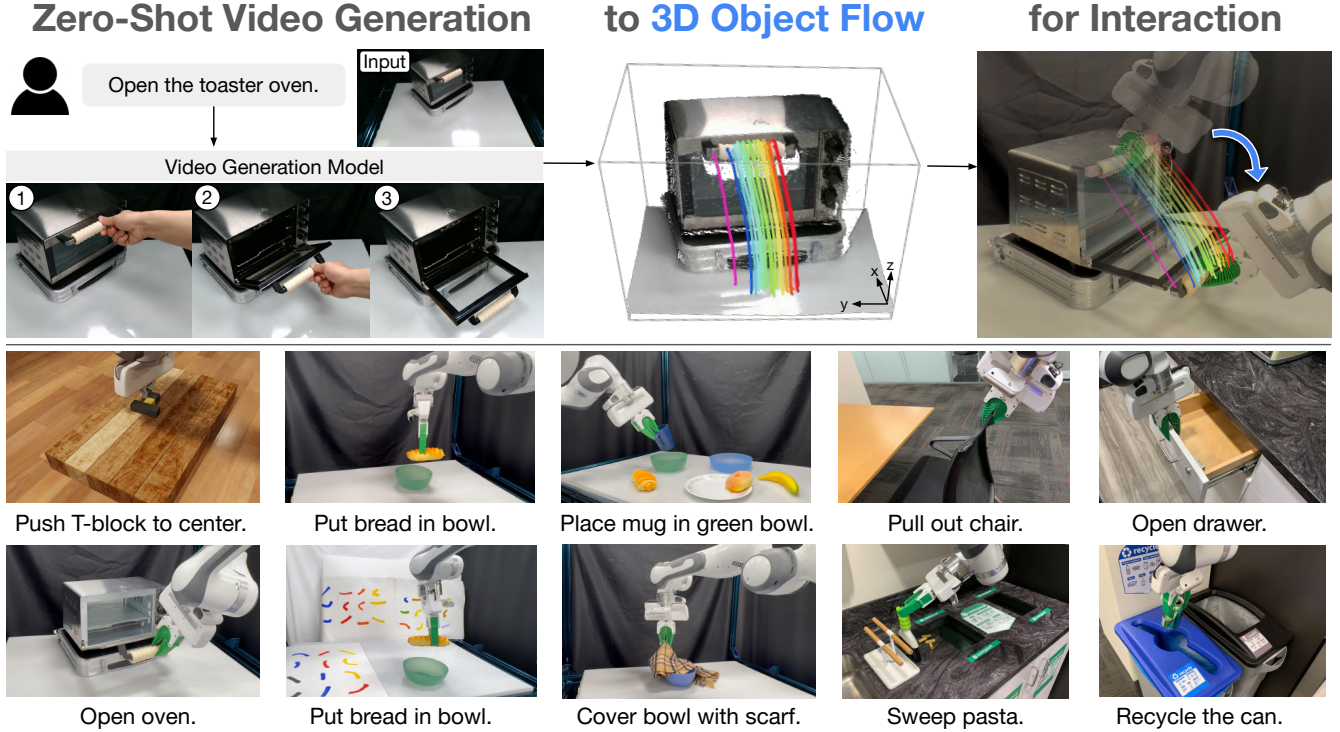 Zero-Shot Video Generation to 3D Object Flow for Interaction
Open the toaster oven.
Input
Video Generation Model
1 2 3
z
x
y
Push T-block to center.
Put bread in bowl.
Place mug in green bowl.
Pull out chair.
Open drawer.
recycle
Open oven.
Put bread in bowl.
Cover bowl with scarf.
Sweep pasta.
Recycle the can.